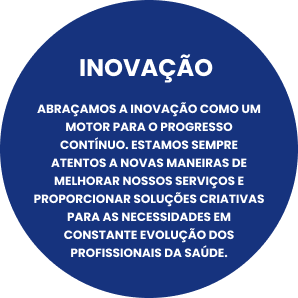 INOVAÇÃO
ABRAÇAMOS A INOVAÇÃO COMO UM
MOTOR PARA O PROGRESSO
CONTÍNUO. ESTAMOS SEMPRE
ATENTOS A NOVAS MANEIRAS DE
MELHORAR NOSSOS SERVIÇOS E
PROPORCIONAR SOLUÇÕES CRIATIVAS
PARA AS NECESSIDADES EM
CONSTANTE EVOLUÇÃO DOS
PROFISSIONAIS DA SAÚDE.